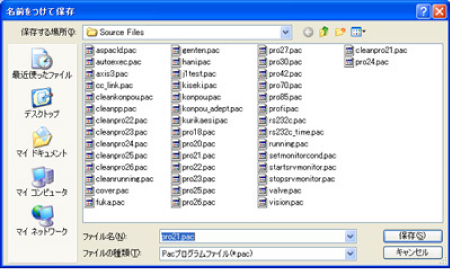 名前をつけて保存
保存する場所(I):
Source Files
最近使ったファイル
デスクトップ
マイ ドキュメント
マイ コンピュータ
マイ ネットワーク
aspacld.pac
autoexec.pac
axis3.pac
cc_link.pac
cleankonpou.pac
cleanpp.pac
cleanpro22.pac
cleanpro23.pac
cleanpro24.pac
cleanpro25.pac
cleanpro26.pac
cleanrunning.pac
cover.pac
fuka.pac
genten.pac
hani.pac
j1test.pac
kiseki.pac
konpou.pac
konpou_adept.pac
kurikaesi.pac
pro18.pac
pro20.pac
pro21.pac
pro22.pac
pro23.pac
pro25.pac
pro26.pac
pro27.pac
pro30.pac
pro42.pac
pro70.pac
pro85.pac
profi.pac
rs232c.pac
rs232c_time.pac
running.pac
setmonitorcond.pac
startsrvmonitor.pac
stopsrvmonitor.pac
valve.pac
vision.pac
cleanpro21.pac
pro24.pac
ファイル名(N):
pro21.pac
保存(S)
ファイルの種類(T):
Pacプログラムファイル(*.pac)
キャンセル